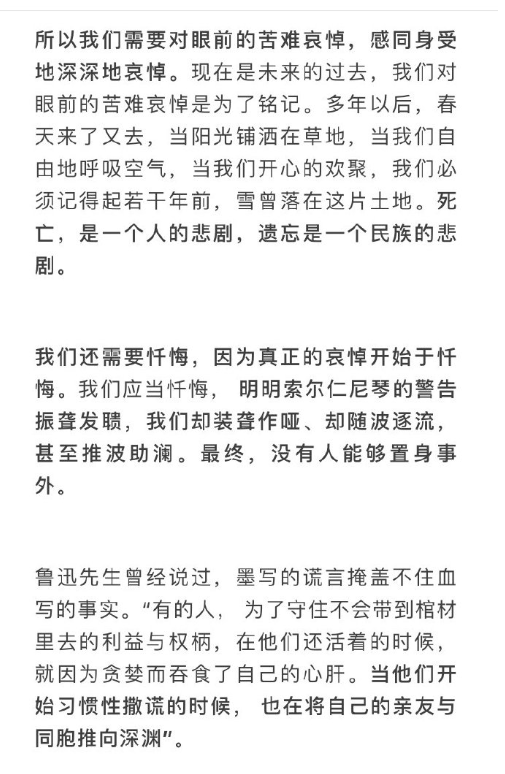 所以我们需要对眼前的苦难哀悼，感同身受
地深深地哀悼。现在是未来的过去，我们对
眼前的苦难哀悼是为了铭记。多年以后，春
天来了又去，当阳光铺洒在草地，当我们自
由地呼吸空气，当我们开心的欢聚，我们必
须记得起若干年前，雪曾落在这片土地。死
亡，是一个人的悲剧，遗忘是一个民族的悲
剧。
我们还需要忏悔，因为真正的哀悼开始于忏
悔。我们应当忏悔， 明明索尔仁尼琴的警告
振聋发聩，我们却装聋作哑、却随波逐流，
甚至推波助澜。最终，没有人能够置身事
外。
鲁迅先生曾经说过，墨写的谎言掩盖不住血
写的事实。“有的人， 为了守住不会带到棺材
里去的利益与权柄，在他们还活着的时候，
就因为贪婪而吞食了自己的心肝。当他们开
始习惯性撒谎的时候， 也在将自己的亲友与
同胞推向深渊”。